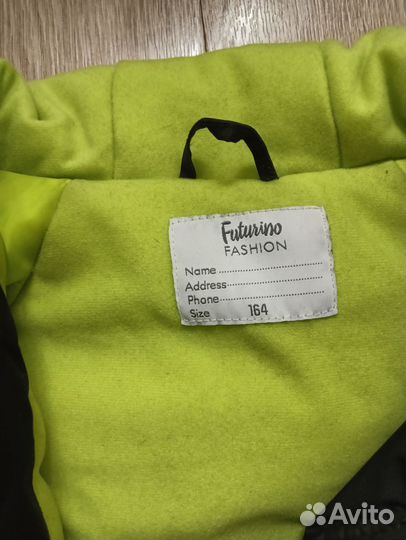 Futurino
FASHION
Name
Address
Phone
Size 164
Avito